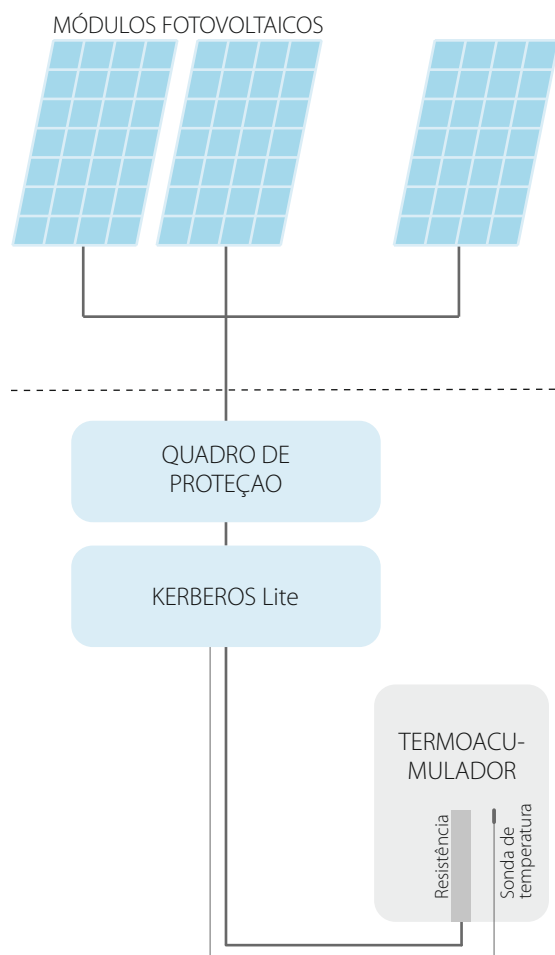 MÓDULOS FOTOVOLTAICOS
QUADRO DE
PROTEÇAO
KERBEROS Lite
TERMOACU-
MULADOR
Resistência
Sonda de
temperatura